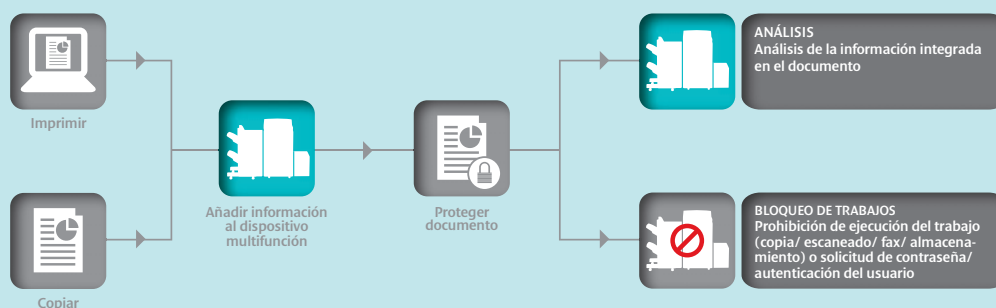 Imprimir
Copiar
Añadir información
al dispositivo
multifunción
Proteger
documento
ANÁLISIS
Análisis de la información integrada
en el documento
BLOQUEO DE TRABAJOS
Prohibición de ejecución del trabajo
(copia/ escaneado/ fax/ almacena-
miento) o solicitud de contraseña/
autenticación del usuario